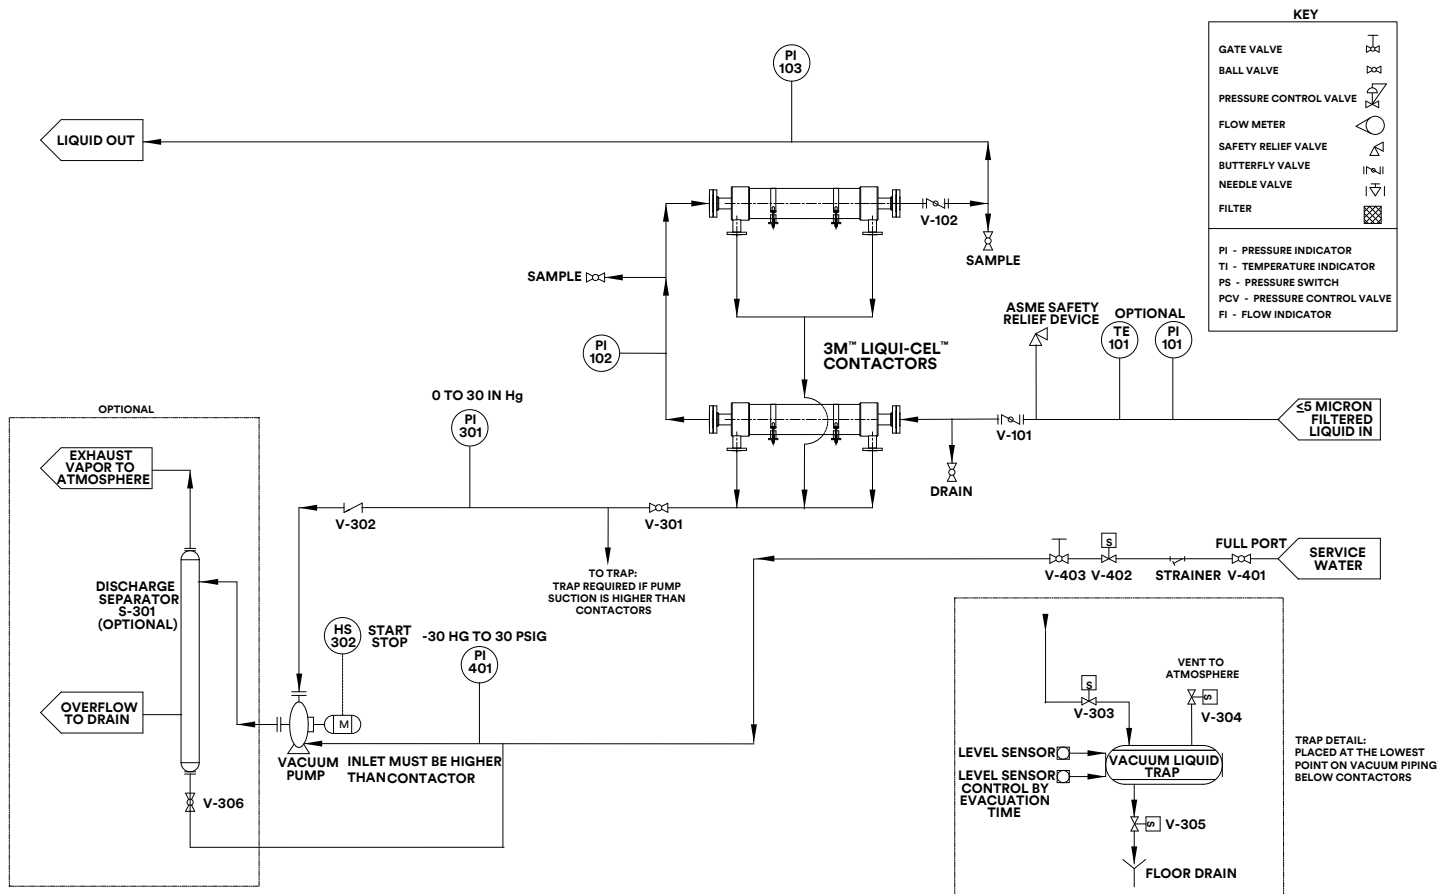 KEY
GATE VALVE
BALL VALVE
PRESSURE CONTROL VALVE
FLOW METER
SAFETY RELIEF VALVE
BUTTERFLY VALVE
NEEDLE VALVE
FILTER
PI - PRESSURE INDICATOR
TI - TEMPERATURE INDICATOR
PS - PRESSURE SWITCH
PCV - PRESSURE CONTROL VALVE
FI - FLOW INDICATOR
PI
103
LIQUID OUT
V-102
SAMPLE
SAMPLE
PI
102
3M™ LIQUI-CEL™
CONTACTORS
ASME SAFETY
RELIEF DEVICE
OPTIONAL
TE
101
PI
101
≤5 MICRON
FILTERED
LIQUID IN
V-101
DRAIN
0 TO 30 IN Hg
PI
301
V-302
V-301
TO TRAP:
TRAP REQUIRED IF PUMP
SUCTION IS HIGHER THAN
CONTACTORS
OPTIONAL
EXHAUST
VAPOR TO
ATMOSPHERE
DISCHARGE
SEPARATOR
S-301
(OPTIONAL)
OVERFLOW
TO DRAIN
V-306
HS
302
START
STOP
M
VACUUM
PUMP
-30 HG TO 30 PSIG
PI
401
INLET MUST BE HIGHER
THAN CONTACTOR
FULL PORT
SERVICE
WATER
S
V-403
V-402
STRAINER
V-401
S
V-303
VENT TO
ATMOSPHERE
S
V-304
LEVEL SENSOR
LEVEL SENSOR
CONTROL BY
EVACUATION
TIME
VACUUM LIQUID
TRAP
S
V-305
FLOOR DRAIN
TRAP DETAIL:
PLACED AT THE LOWEST
POINT ON VACUUM PIPING
BELOW CONTACTORS